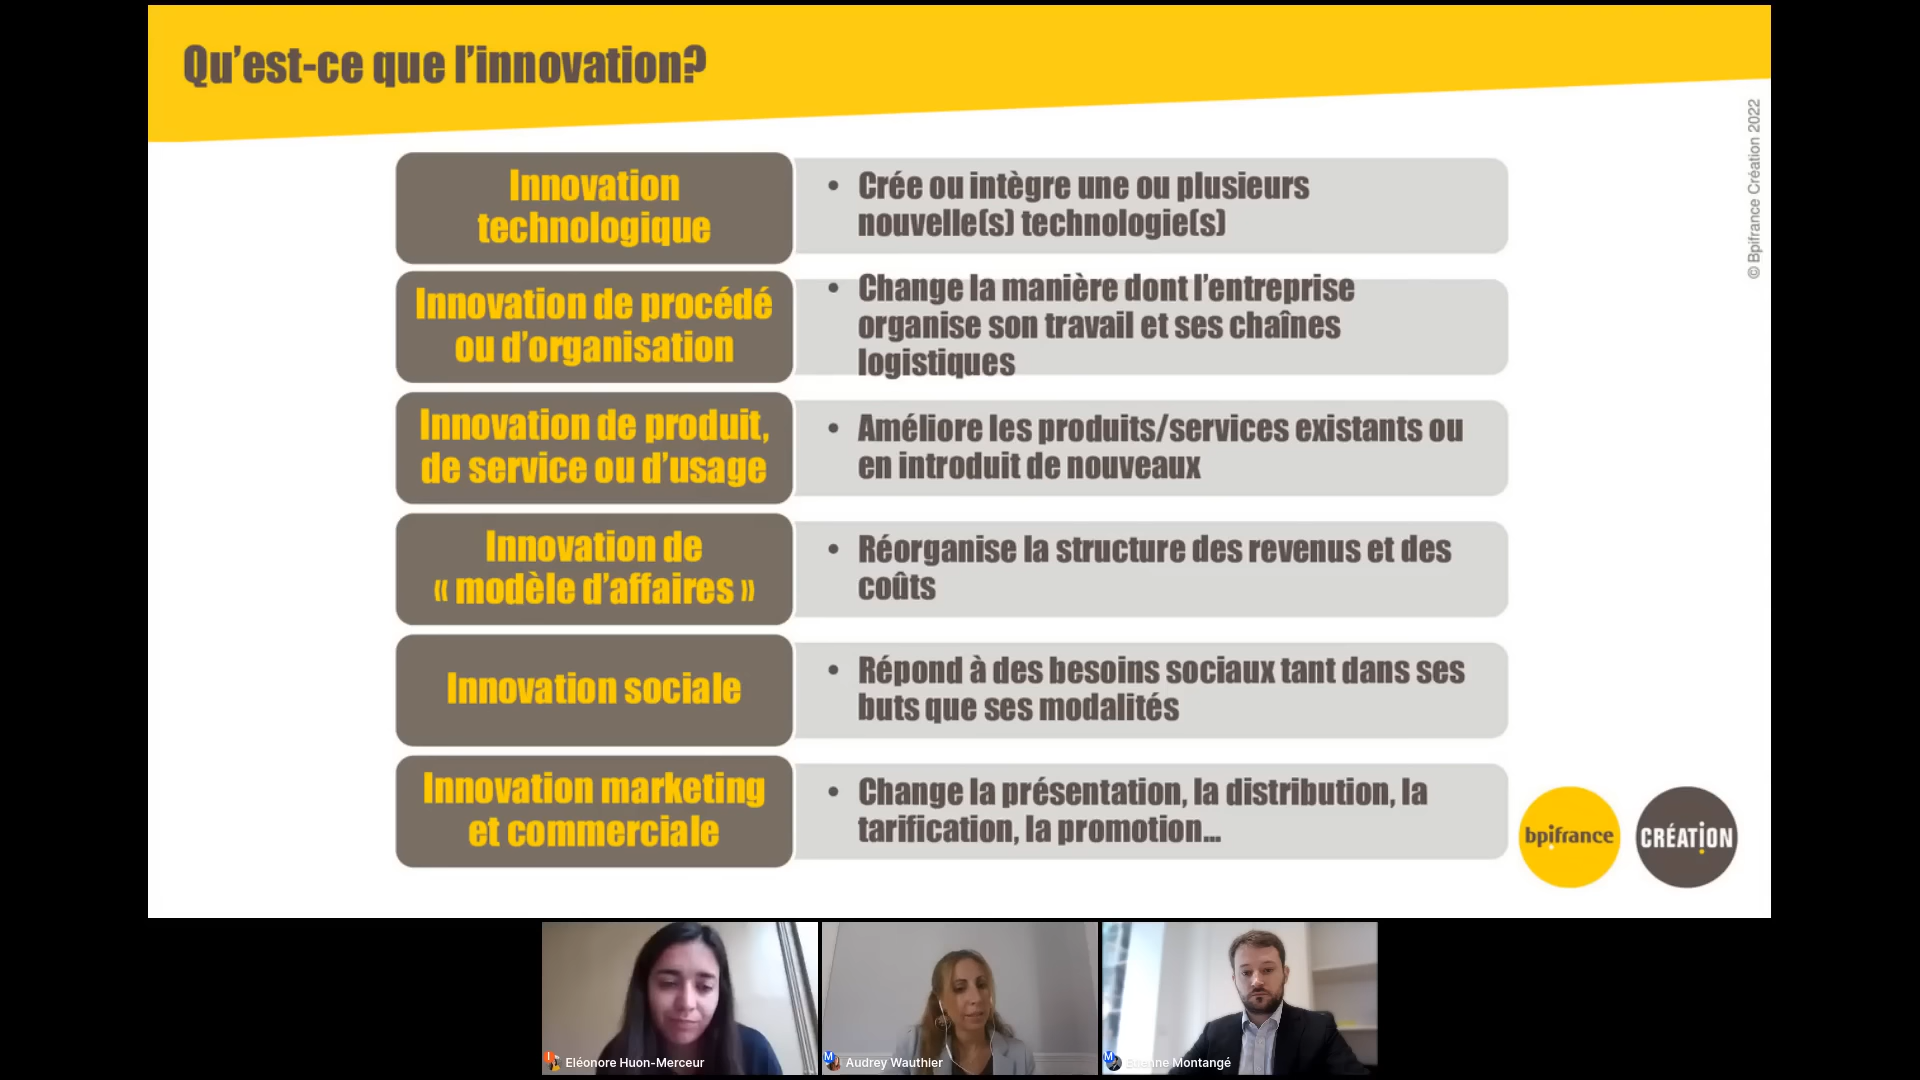 Qu’est-ce que l’innovation?
© Bpifrance Création 2022
Innovation
technologique
• Crée ou intègre une ou plusieurs
nouvelle(s) technologie(s)
Innovation de procédé
ou d’organisation
• Change la manière dont l’entreprise
organise son travail et ses chaînes
logistiques
Innovation de produit,
de service ou d’usage
• Améliore les produits/services existants ou
en introduit de nouveaux
Innovation de
« modèle d’affaires »
• Réorganise la structure des revenus et des
coûts
Innovation sociale
• Répond à des besoins sociaux tant dans ses
buts que ses modalités
Innovation marketing
et commerciale
• Change la présentation, la distribution, la
tarification, la promotion...
bpifrance
CRÉATION
Eléonore Huon-Merceur
Audrey Wauthier
Montangé